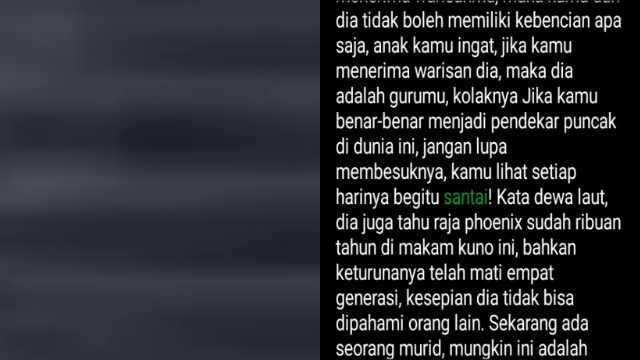 dia tidak boleh memiliki kebencian apa
saja, anak kamu ingat, jika kamu
menerima warisan dia, maka dia
adalah gurumu, kolaknya Jika kamu
benar-benar menjadi pendekar puncak
di dunia ini, jangan lupa
membesuknya, kamu lihat setiap
harinya begitu santai! Kata dewa laut,
dia juga tahu raja phoenix sudah ribuan
tahun di makam kuno ini, bahkan
keturunanya telah mati empat
generasi, kesepian dia tidak bisa
dipahami orang lain. Sekarang ada
seorang murid, mungkin ini adalah